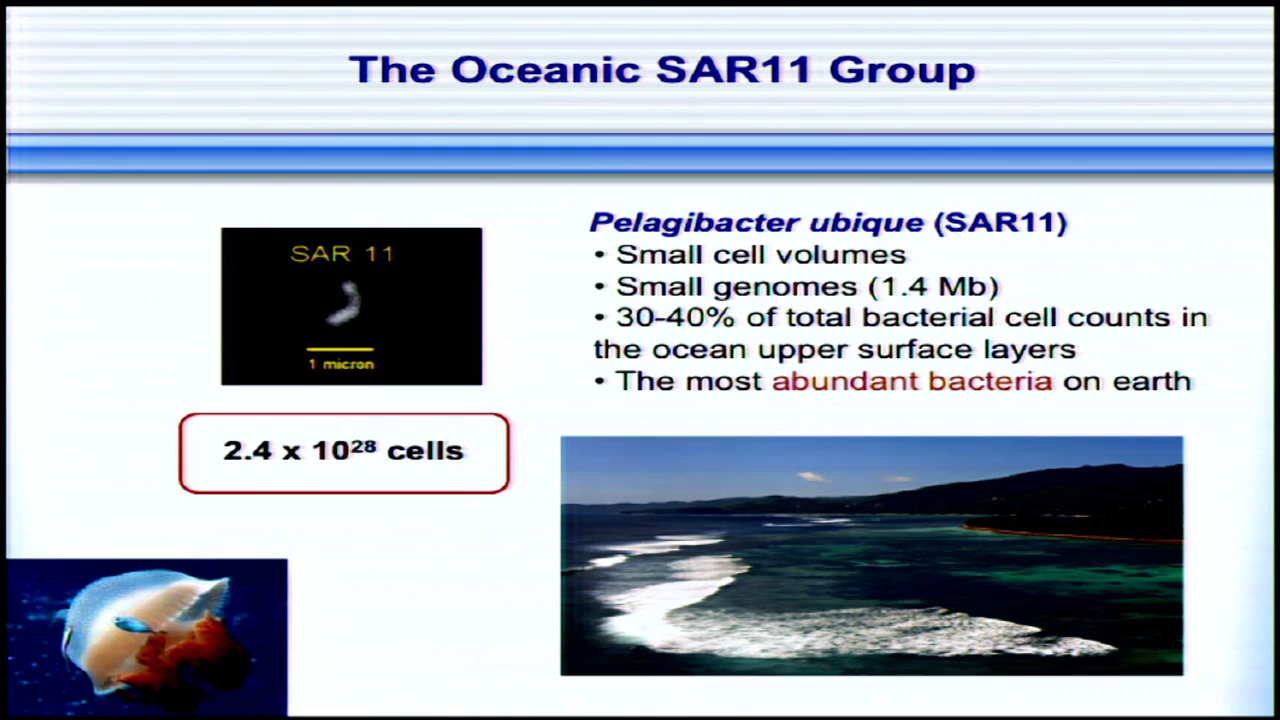 The Oceanic SAR11 Group
SAR 11
1 micron
2.4 x 10²⁸ cells
Pelagibacter ubique (SAR11)
• Small cell volumes
• Small genomes (1.4 Mb)
• 30-40% of total bacterial cell counts in
the ocean upper surface layers
• The most abundant bacteria on earth